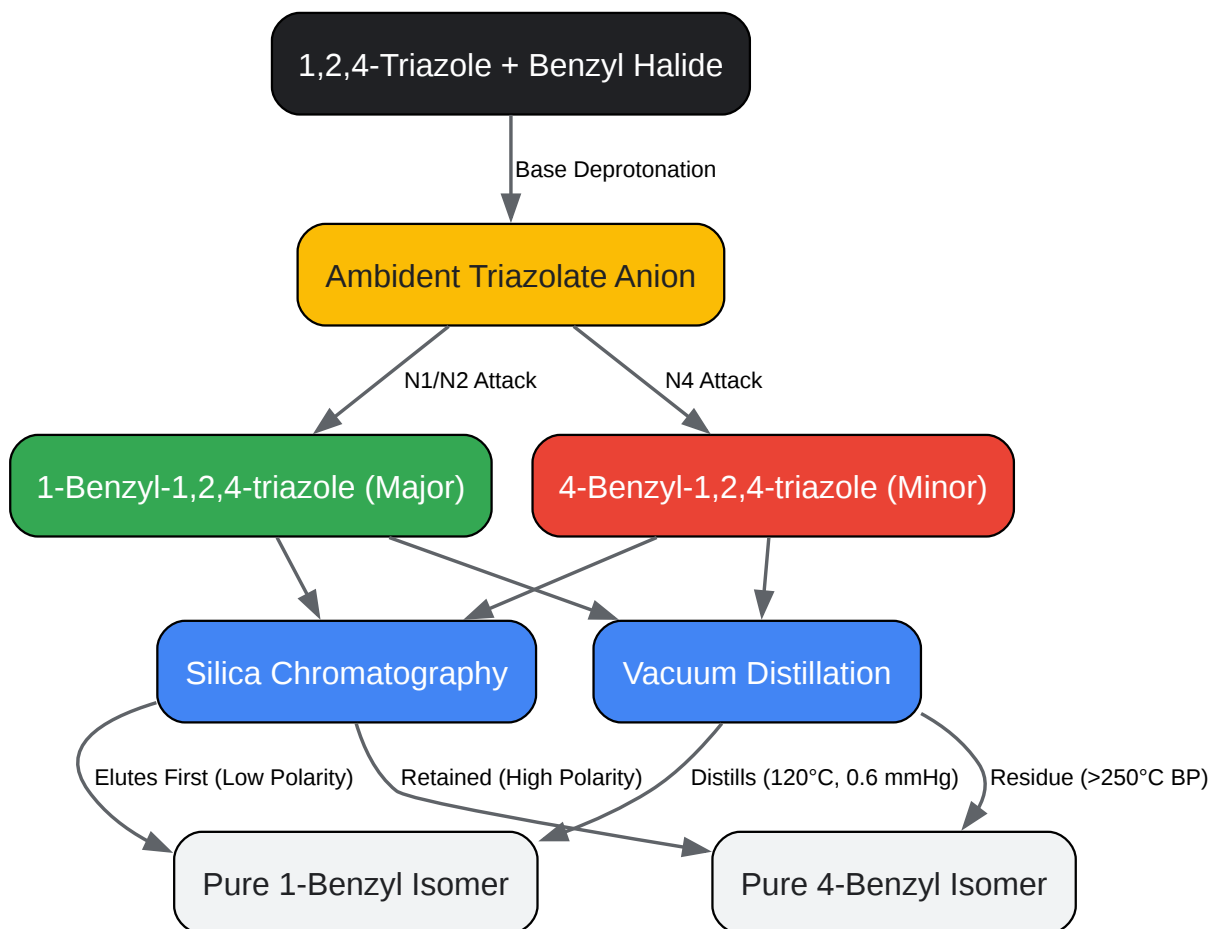 1,2,4-Triazole + Benzyl Halide
Base Deprotonation
Ambident Triazolate Anion
N1/N2 Attack
N4 Attack
1-Benzyl-1,2,4-triazole (Major)
4-Benzyl-1,2,4-triazole (Minor)
Silica Chromatography
Vacuum Distillation
Elutes First (Low Polarity)
Retained (High Polarity)
Distills (120°C, 0.6 mmHg)
Residue (>250°C BP)
Pure 1-Benzyl Isomer
Pure 4-Benzyl Isomer